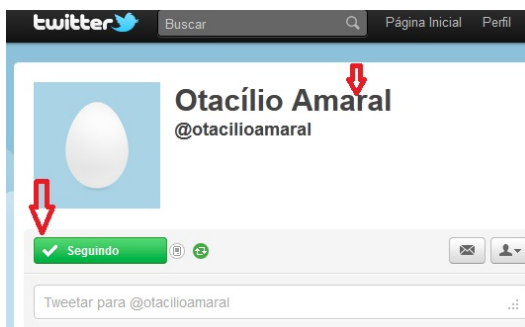 twitter Buscar Página Inicial Perfil
Otacílio Amaral
@otacilioamaral
Seguindo
Tweetar para @otacilioamaral